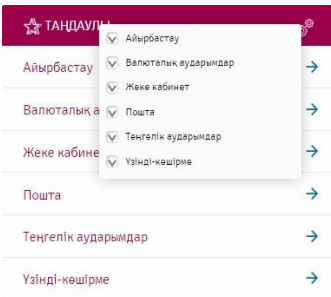 ТАҢДАУЛЫ
Айырбастау
Валюталық аударымдар
Жеке кабинет
Пошта
Теңгелік аударымдар
Үзінді-көшірме
Айырбастау
Валюталық а
Жеке кабине
Пошта
Теңгелік аударымдар
Үзінді-көшірме